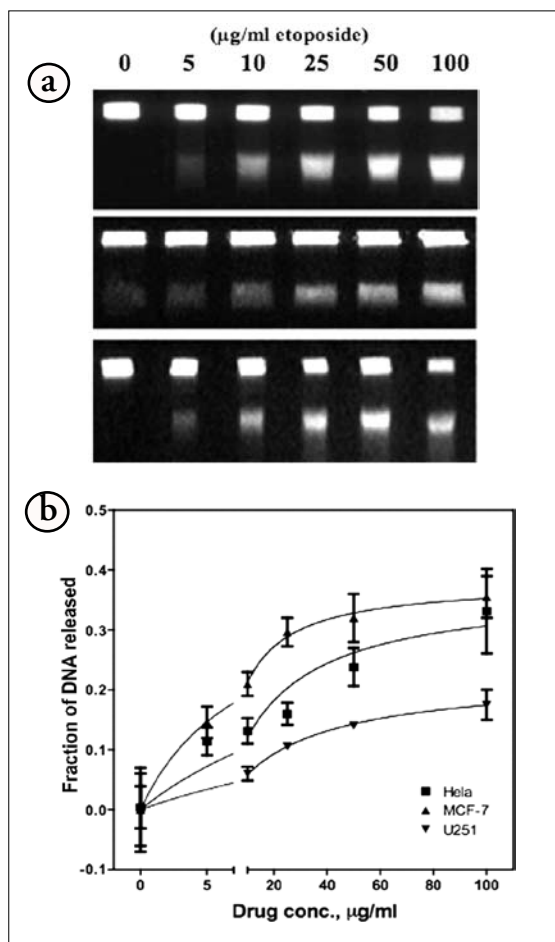 (µg/ml etoposide)
0 5 10 25 50 100
a
b
0.5
0.4
0.3
0.2
0.1
0.0
-0.1
Fraction of DNA released
Hela
MCF-7
U251
0 5 20 40 60 80 100
Drug conc., µg/ml